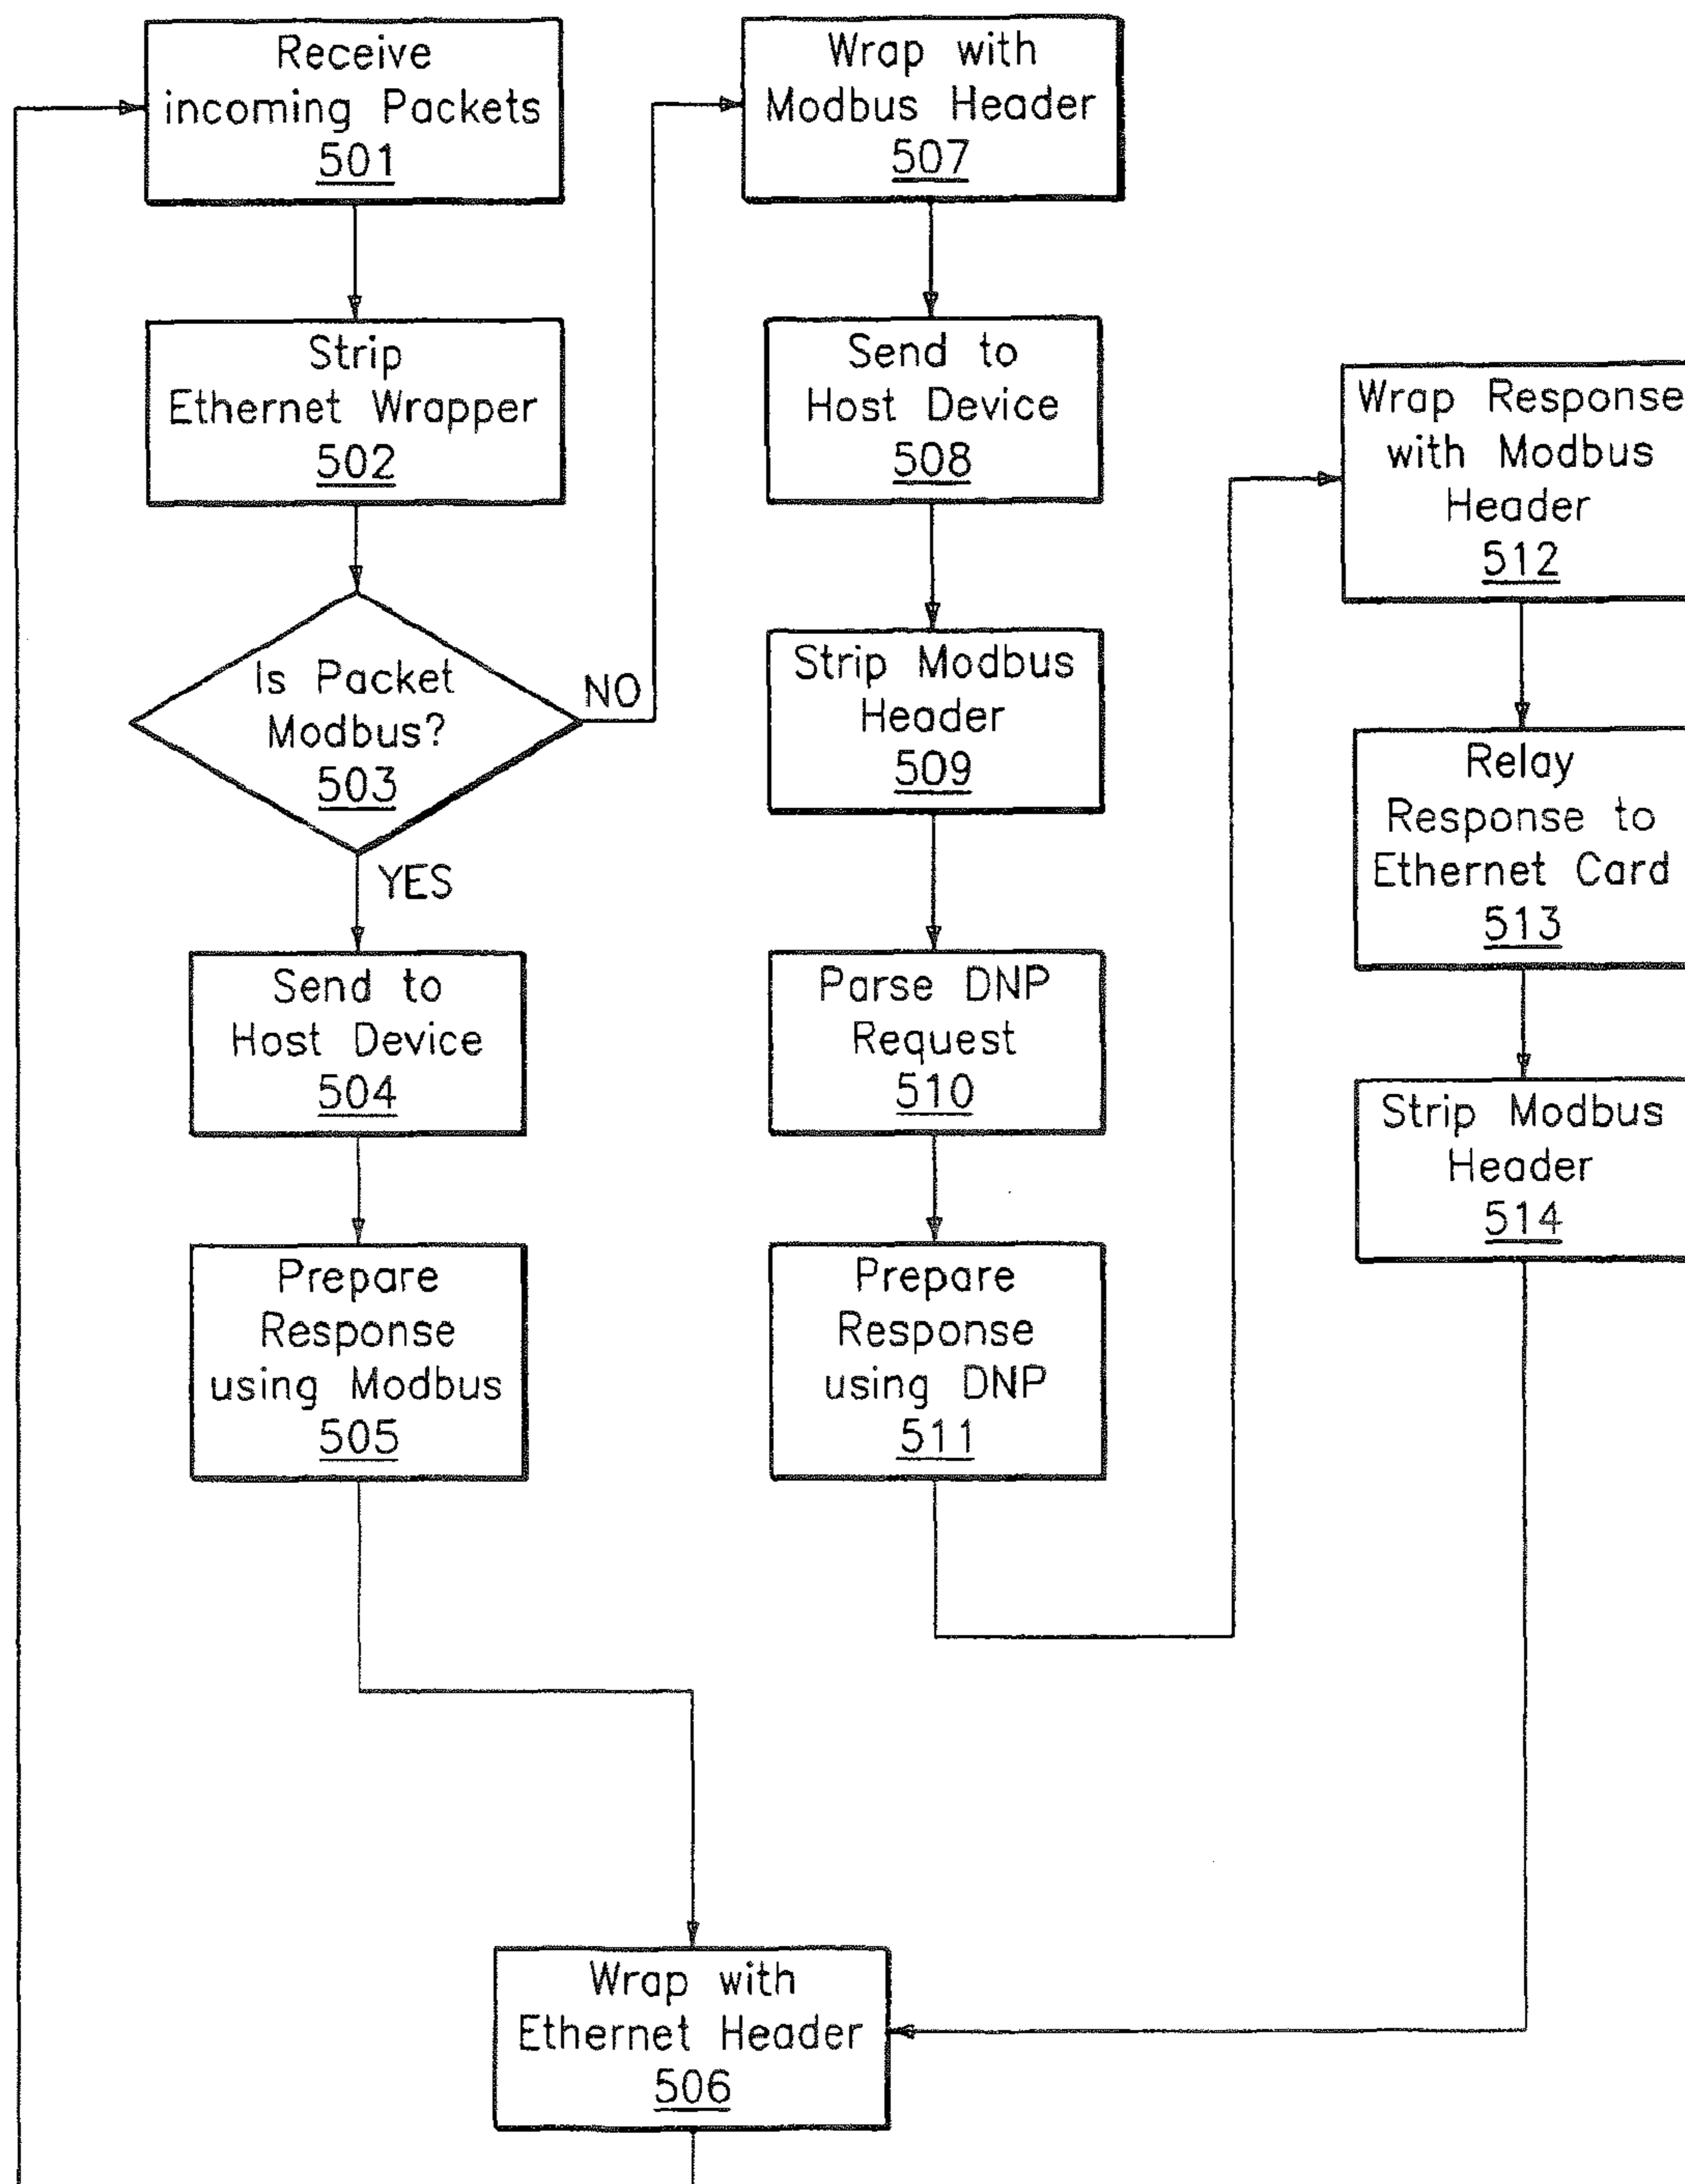 Receive
incoming Packets
501
Strip
Ethernet Wrapper
502
Is Packet
Modbus?
503
NO
YES
Send to
Host Device
504
Prepare
Response
using Modbus
505
Wrap with
Ethernet Header
506
Wrap with
Modbus Header
507
Send to
Host Device
508
Strip Modbus
Header
509
Parse DNP
Request
510
Prepare
Response
using DNP
511
Wrap Response
with Modbus
Header
512
Relay
Response to
Ethernet Card
513
Strip Modbus
Header
514